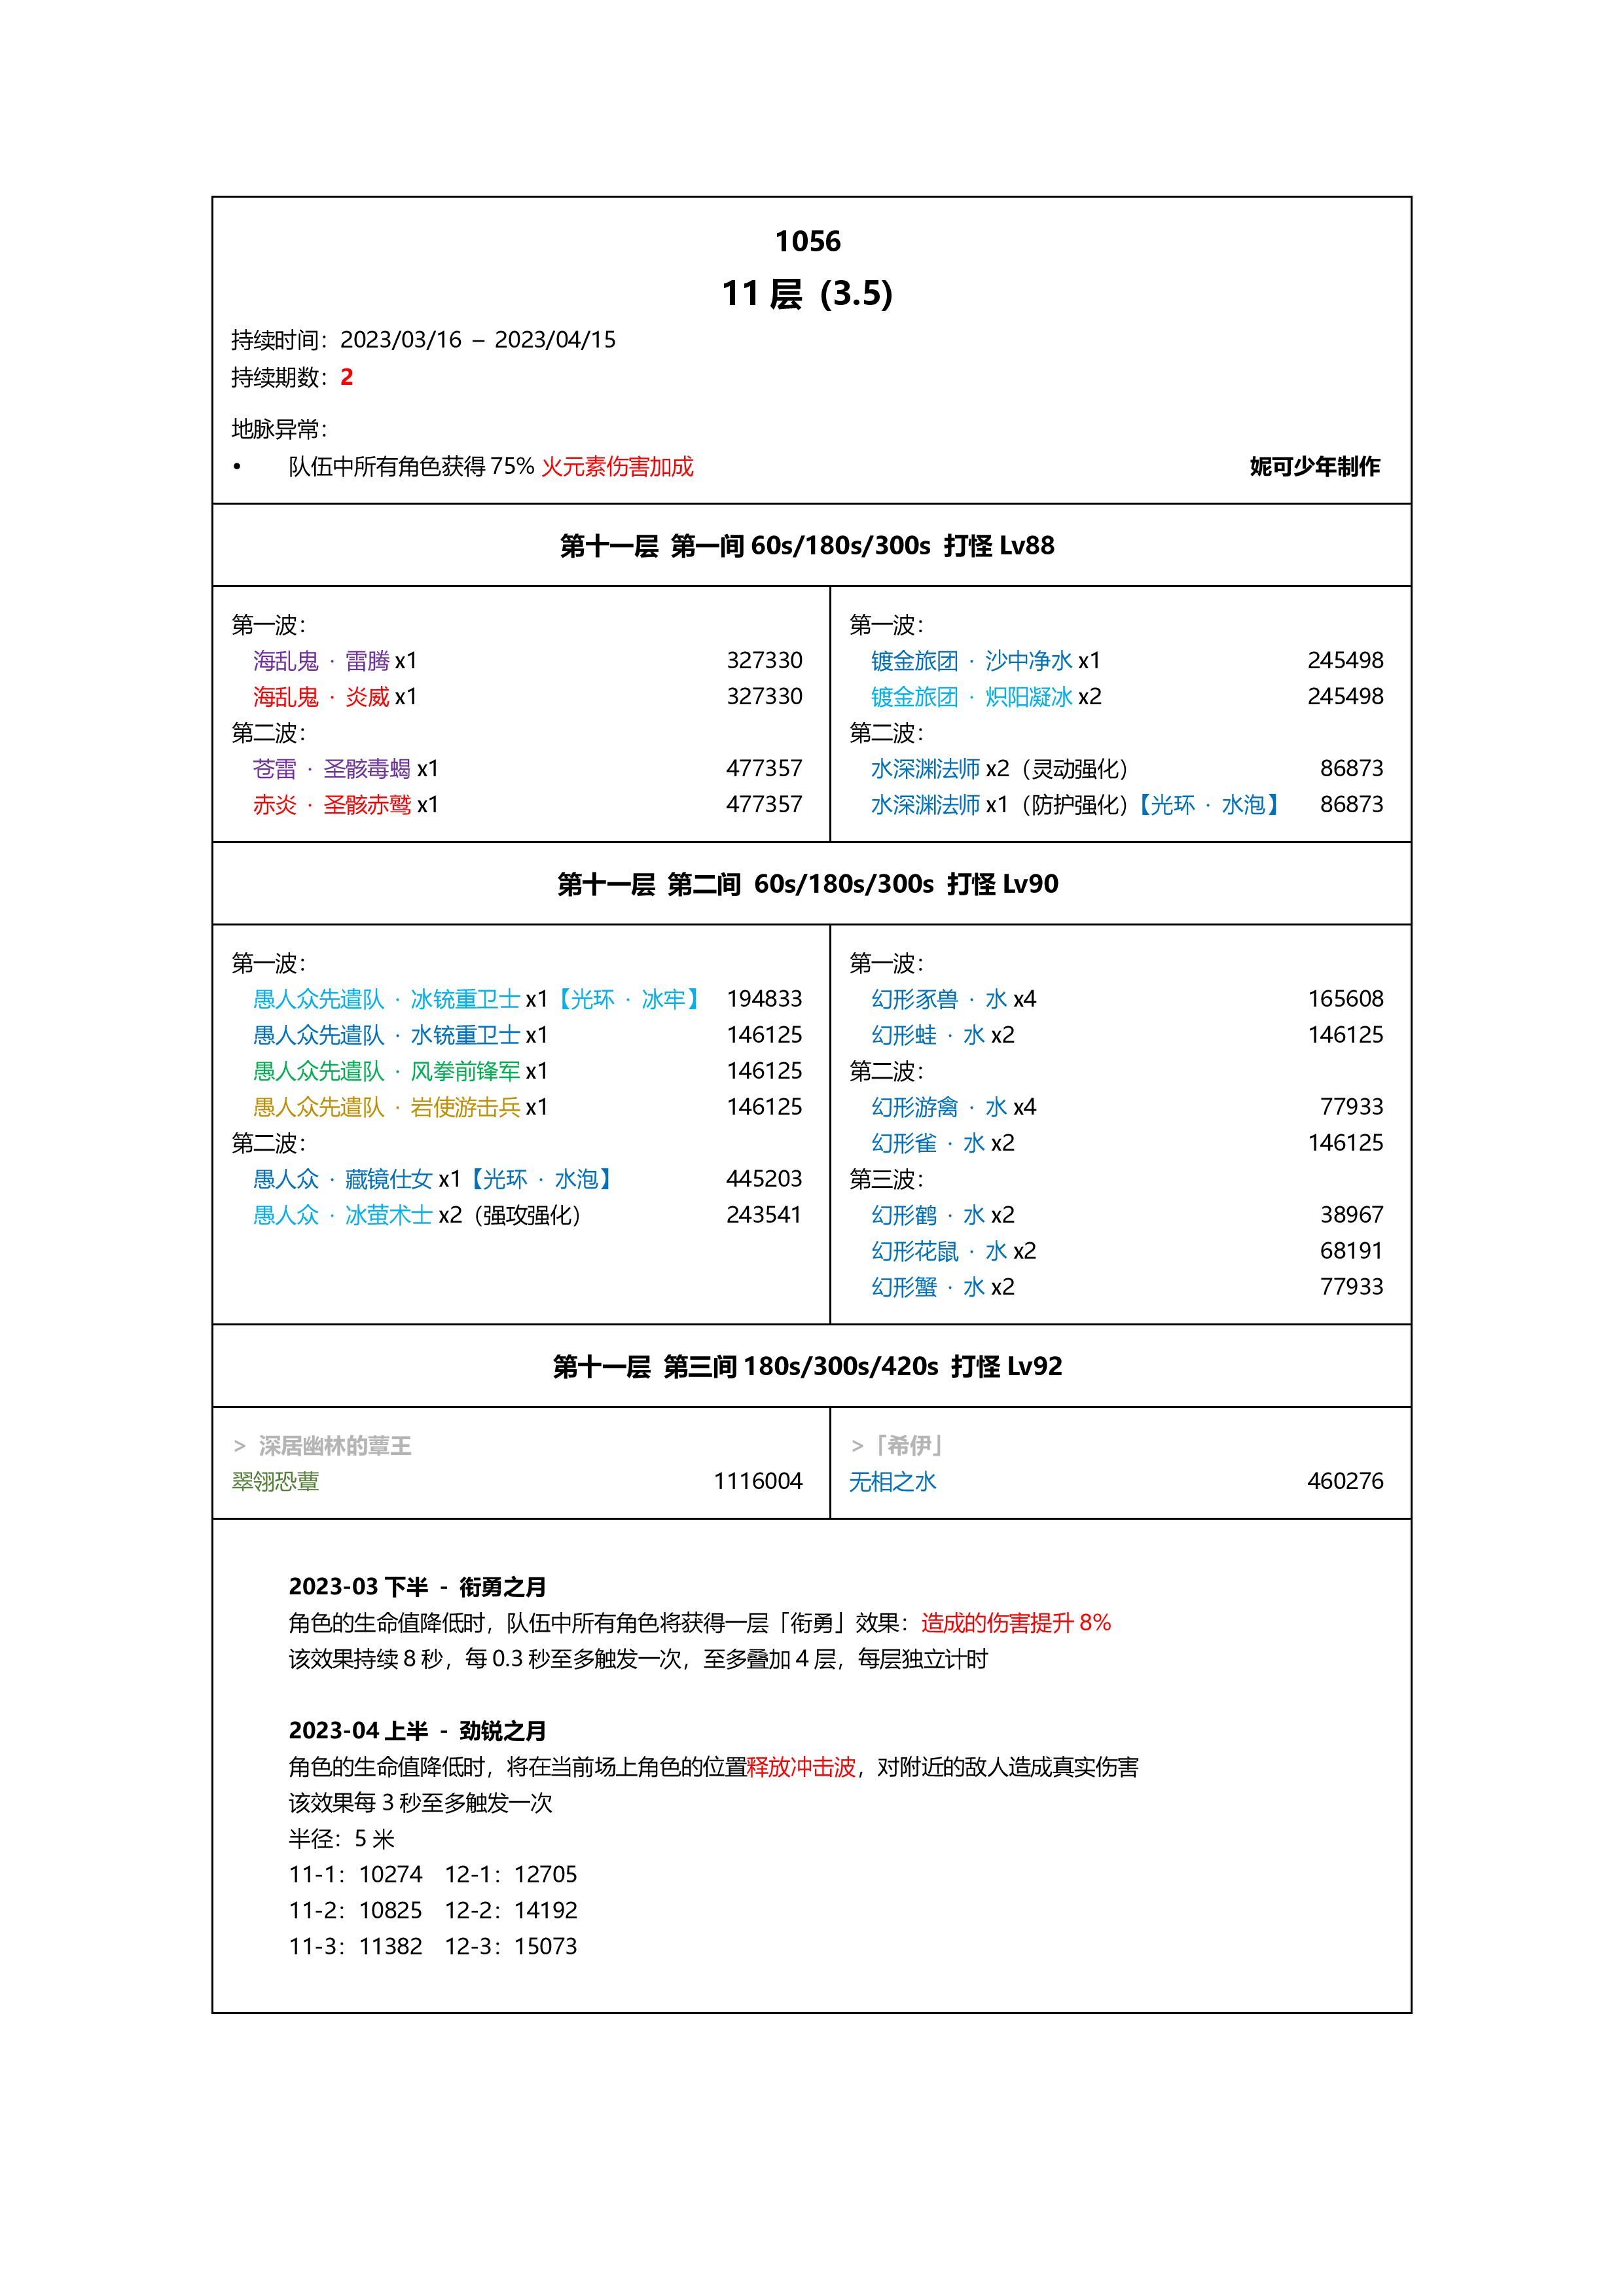 1056
11 层 (3.5)
持续时间：2023/03/16 – 2023/04/15
持续期数：2
地脉异常：
• 队伍中所有角色获得 75% 火元素伤害加成
妮可少年制作
第十一层 第一间 60s/180s/300s 打怪 Lv88
第一波：
海乱鬼 · 雷腾 x1 327330
海乱鬼 · 炎威 x1 327330
第二波：
苍雷 · 圣骸毒蝎 x1 477357
赤炎 · 圣骸赤鹫 x1 477357
第一波：
镀金旅团 · 沙中净水 x1 245498
镀金旅团 · 炽阳凝冰 x2 245498
第二波：
水深渊法师 x2（灵动强化） 86873
水深渊法师 x1（防护强化）【光环 · 水泡】 86873
第十一层 第二间 60s/180s/300s 打怪 Lv90
第一波：
愚人众先遣队 · 冰铳重卫士 x1【光环 · 冰牢】 194833
愚人众先遣队 · 水铳重卫士 x1 146125
愚人众先遣队 · 风拳前锋军 x1 146125
愚人众先遣队 · 岩使游击兵 x1 146125
第二波：
愚人众 · 藏镜仕女 x1【光环 · 水泡】 445203
愚人众 · 冰萤术士 x2（强攻强化） 243541
第一波：
幻形豕兽 · 水 x4 165608
幻形蛙 · 水 x2 146125
第二波：
幻形游禽 · 水 x4 77933
幻形雀 · 水 x2 146125
第三波：
幻形鹤 · 水 x2 38967
幻形花鼠 · 水 x2 68191
幻形蟹 · 水 x2 77933
第十一层 第三间 180s/300s/420s 打怪 Lv92
> 深居幽林的蕈王
翠翎恐蕈 1116004
>「希伊」
无相之水 460276
2023-03 下半 - 衔勇之月
角色的生命值降低时，队伍中所有角色将获得一层「衔勇」效果：造成的伤害提升 8%
该效果持续 8 秒，每 0.3 秒至多触发一次，至多叠加 4 层，每层独立计时
2023-04 上半 - 劲锐之月
角色的生命值降低时，将在当前场上角色的位置释放冲击波，对附近的敌人造成真实伤害
该效果每 3 秒至多触发一次
半径：5 米
11-1：10274 12-1：12705
11-2：10825 12-2：14192
11-3：11382 12-3：15073